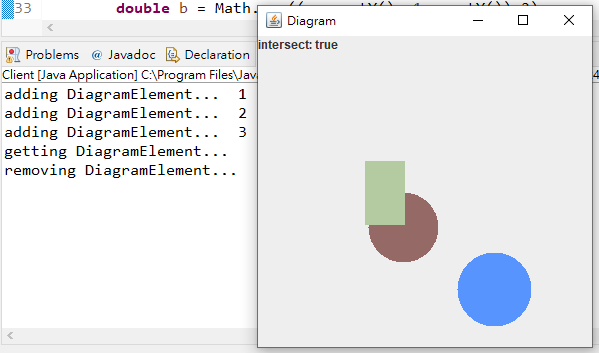 33 double b = Math.
Diagram
intersect: true
Problems @ Javadoc Declaration
Client [Java Application] C:\Program Files\Java
adding DiagramElement... 1
adding DiagramElement... 2
adding DiagramElement... 3
getting DiagramElement...
removing DiagramElement...